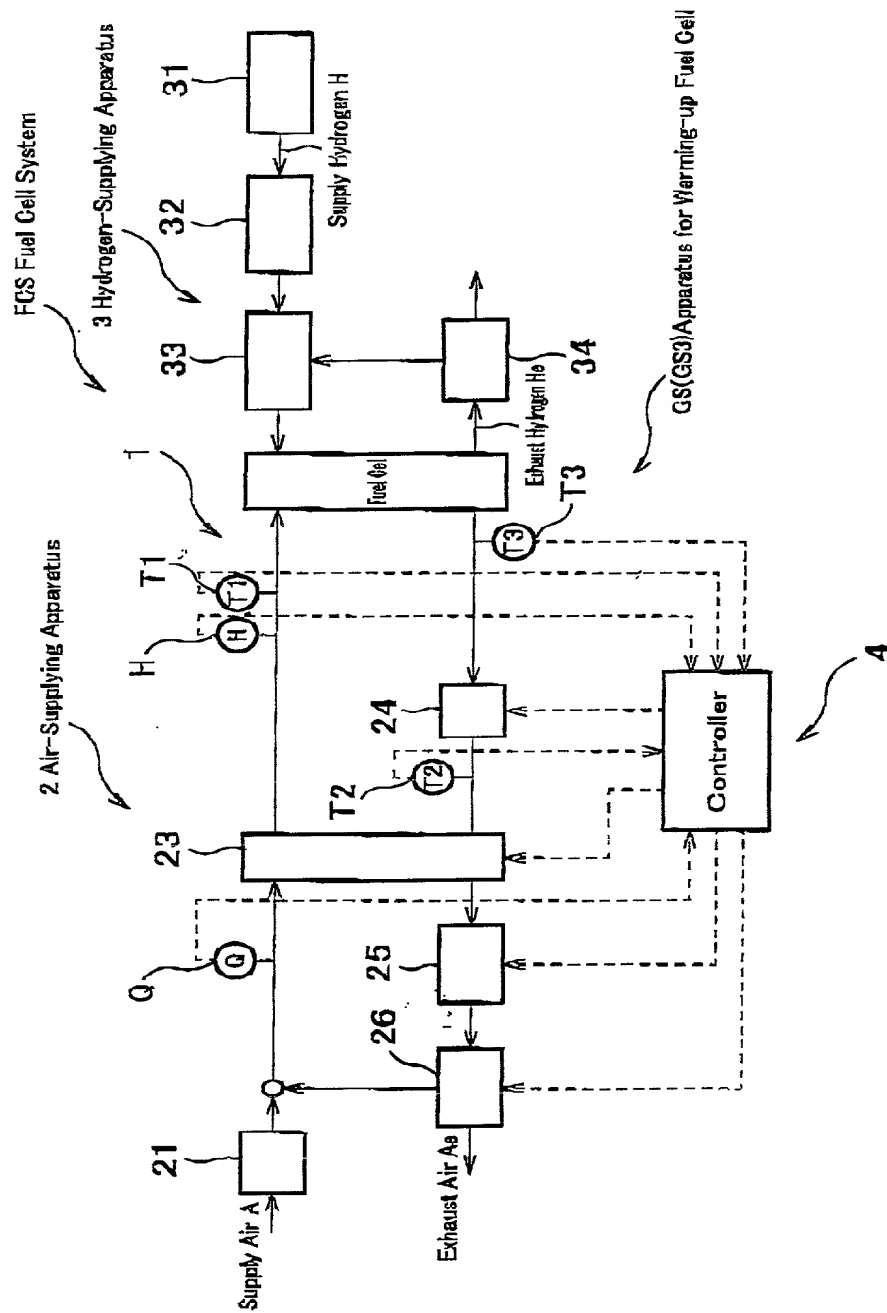 FCS Fuel Cell System
3 Hydrogen-Supplying Apparatus
2 Air-Supplying Apparatus
1
31
32
33
34
Supply Hydrogen H
Exhaust Hydrogen He
Fuel Cell
GS(GS3)Apparatus for Warming-up Fuel Cell
T1
T1
H
H
T3
T3
24
T2
T2
23
Q
Q
25
26
21
Supply Air A
Exhaust Air Ae
Controller
4